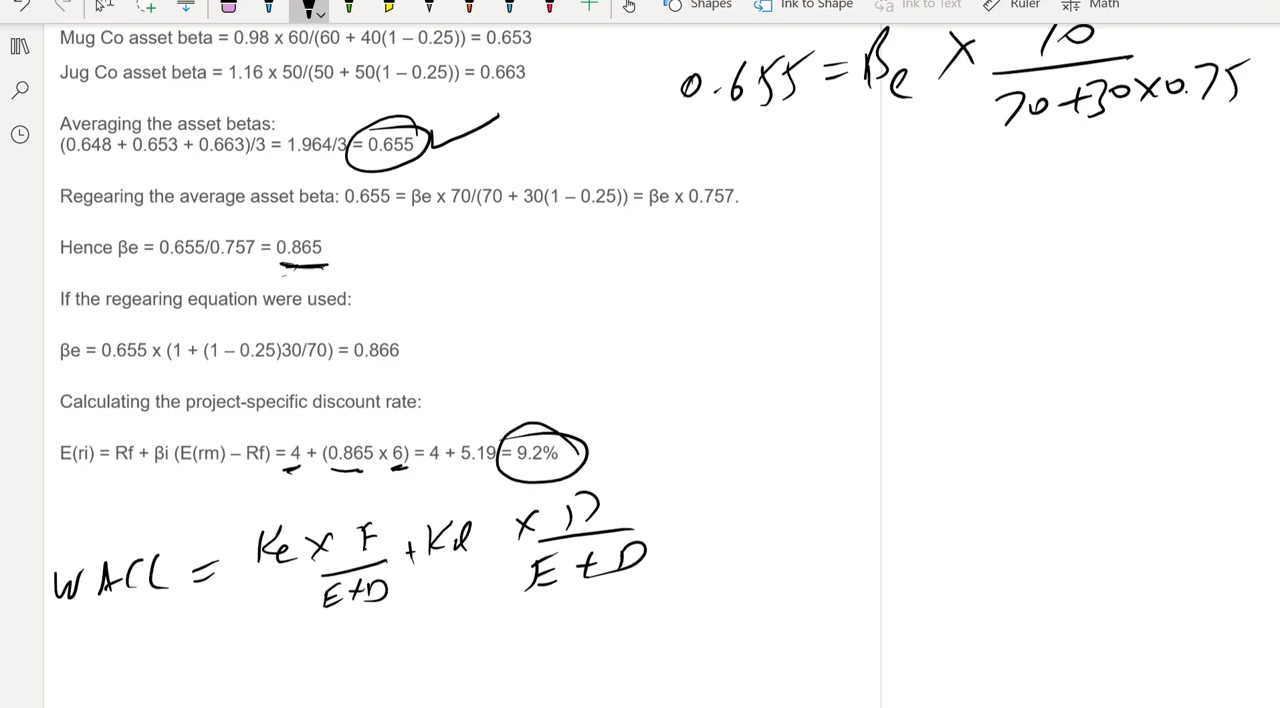 Shapes Ink to Shape Ink to Text Ruler Math
Mug Co asset beta = 0.98 x 60/(60 + 40(1 – 0.25)) = 0.653
Jug Co asset beta = 1.16 x 50/(50 + 50(1 – 0.25)) = 0.663
0.655 = βe × 70
70+30×0.75
Averaging the asset betas:
(0.648 + 0.653 + 0.663)/3 = 1.964/3 = 0.655
Regearing the average asset beta: 0.655 = βe x 70/(70 + 30(1 – 0.25)) = βe x 0.757.
Hence βe = 0.655/0.757 = 0.865
If the regearing equation were used:
βe = 0.655 x (1 + (1 – 0.25)30/70) = 0.866
Calculating the project-specific discount rate:
E(ri) = Rf + βi (E(rm) – Rf) = 4 + (0.865 x 6) = 4 + 5.19 = 9.2%
WACC = Ke × E + Kd × D
E+D E+D